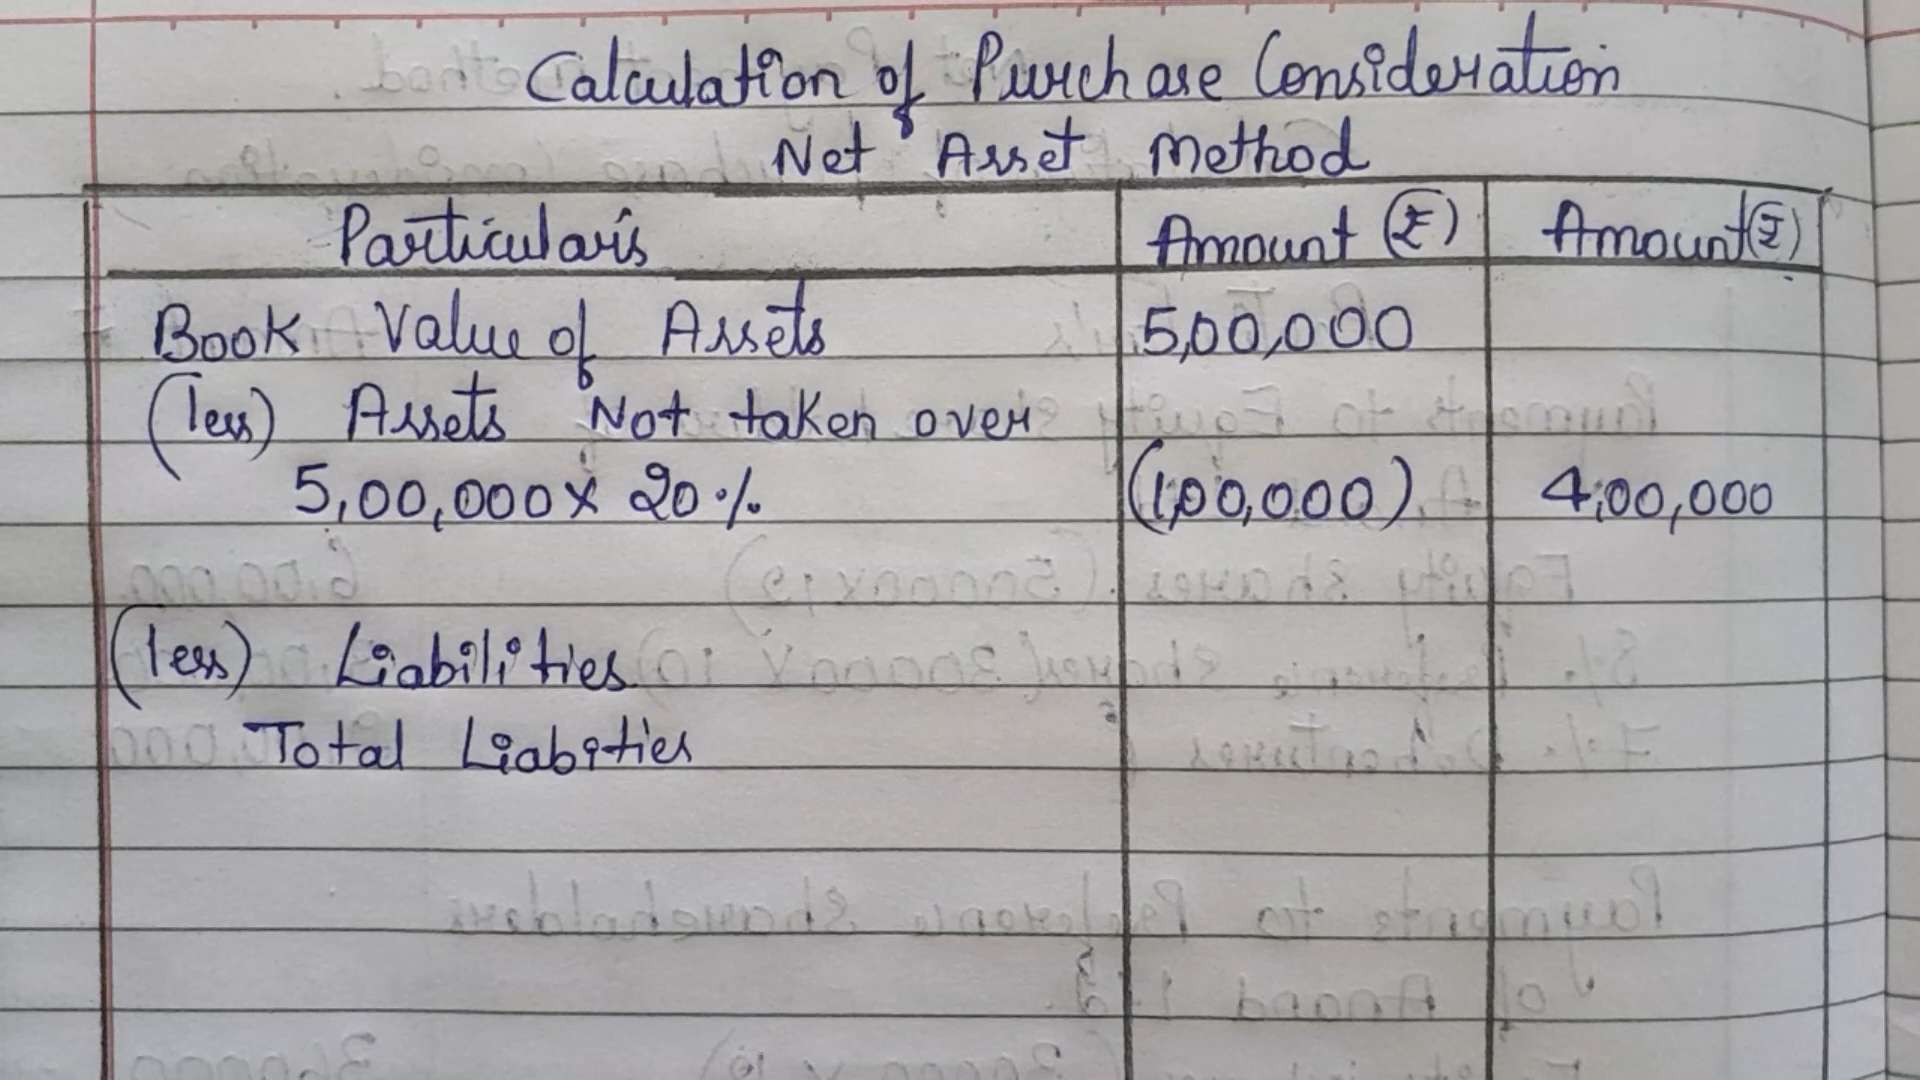 Calculation of Purchase Consideration
Net Asset Method
Particulars Amount (₹) Amount (₹)
Book Value of Assets 5,00,000
(less) Assets Not taken over
5,00,000 x 20% (1,00,000) 4,00,000
(less) Liabilities
Total Liabities